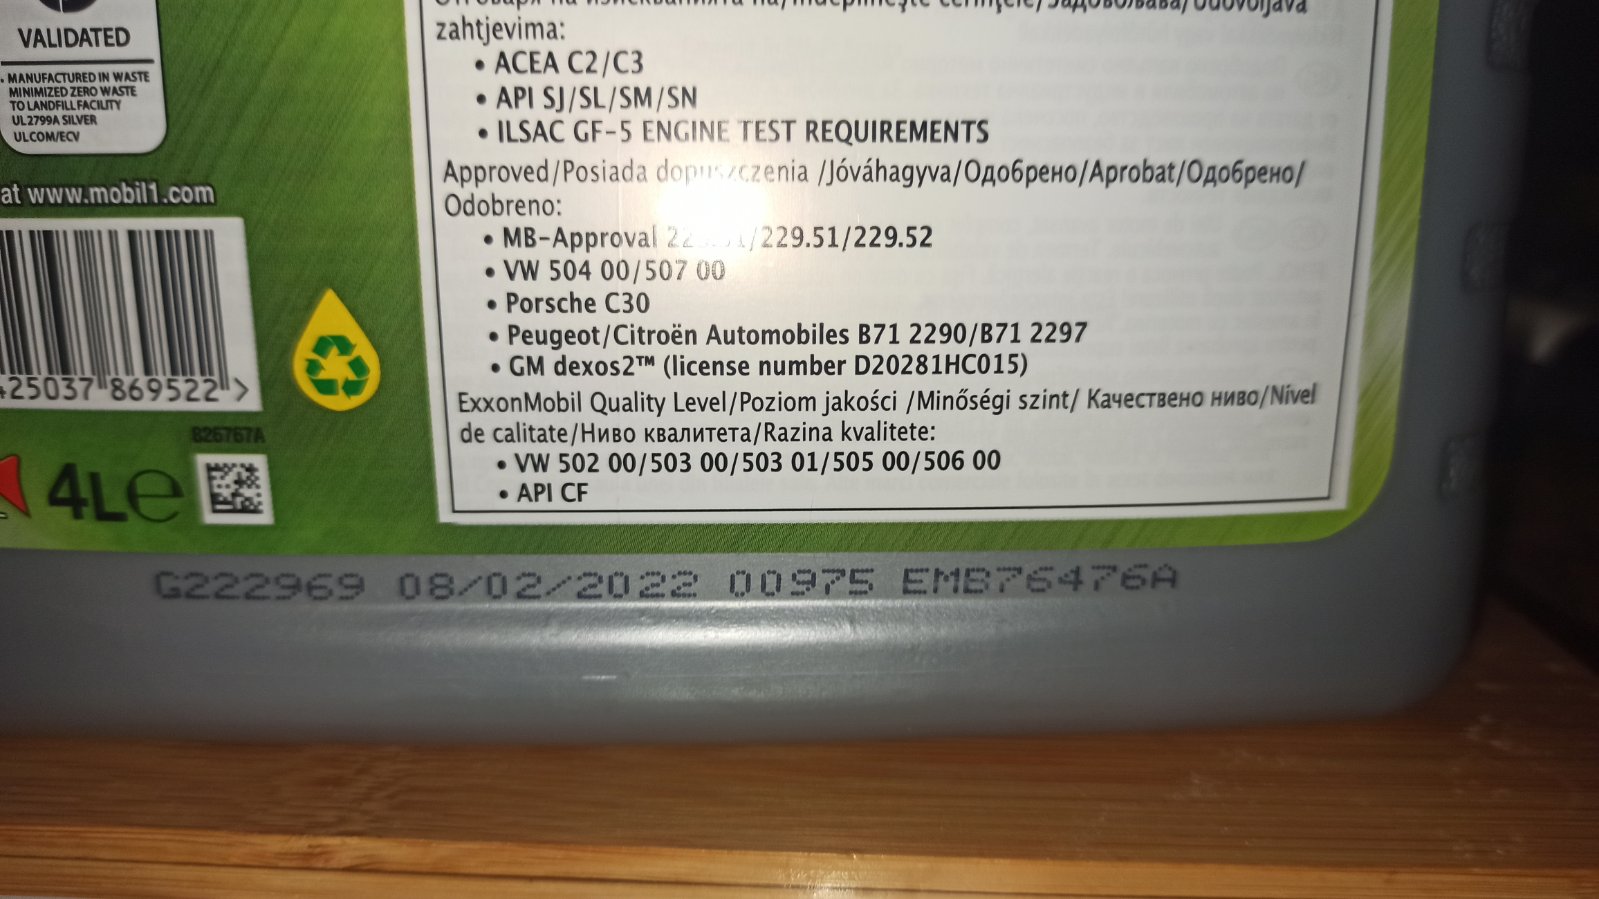 VALIDATED
MANUFACTURED IN WASTE
MINIMIZED ZERO WASTE
TO LANDFILL FACILITY
UL2799A SILVER
UL.COM/ECV
at www.mobil1.com
25037 869522 >
826767A
4L℮
zahtjevima:
• ACEA C2/C3
• API SJ/SL/SM/SN
• ILSAC GF-5 ENGINE TEST REQUIREMENTS
Approved/Posiada dopuszczenia /Jóváhagyva/Одобрено/Aprobat/Одобрено/
Odobreno:
• MB-Approval /229.51/229.52
• VW 504 00/507 00
• Porsche C30
• Peugeot/Citroën Automobiles B71 2290/B71 2297
• GM dexos2™ (license number D20281HC015)
ExxonMobil Quality Level/Poziom jakości /Minőségi szint/ Качествено ниво/Nivel
de calitate/Ниво квалитета/Razina kvalitete:
• VW 502 00/503 00/503 01/505 00/506 00
• API CF
G222969 08/02/2022 00975 EMB76476A